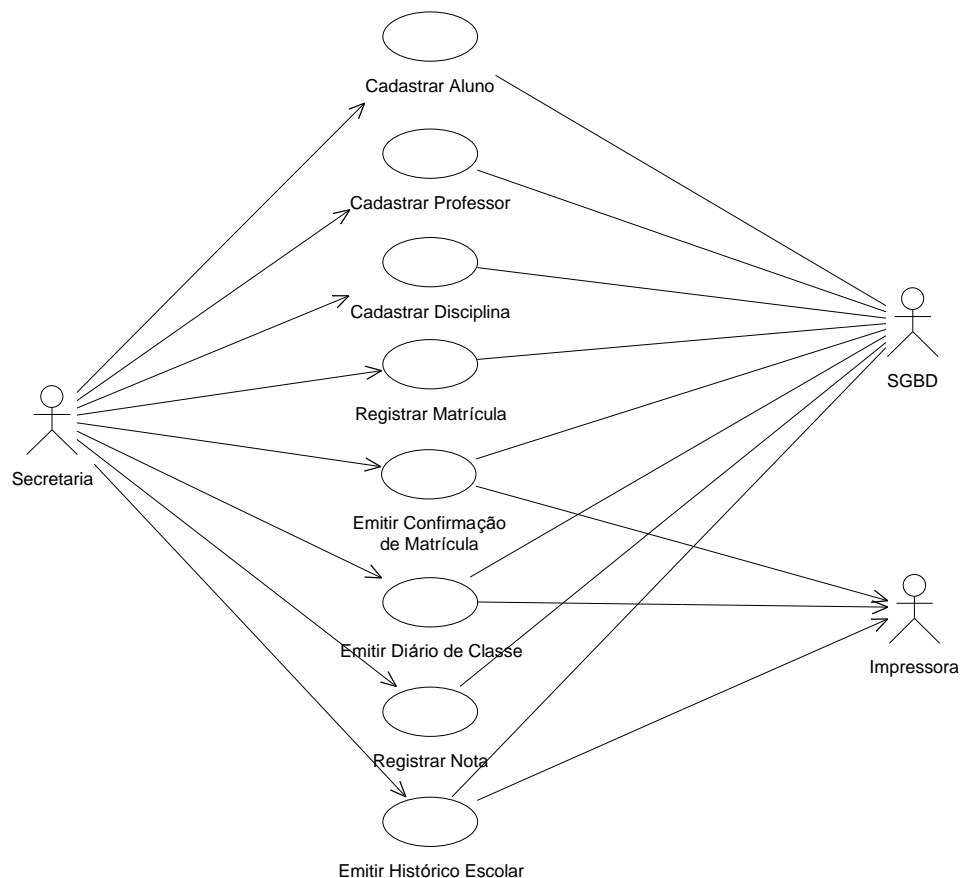 Cadastrar Aluno
Cadastrar Professor
Cadastrar Disciplina
SGBD
Registrar Matrícula
Secretaria
Emitir Confirmação
de Matrícula
Emitir Diário de Classe
Impressora
Registrar Nota
Emitir Histórico Escolar